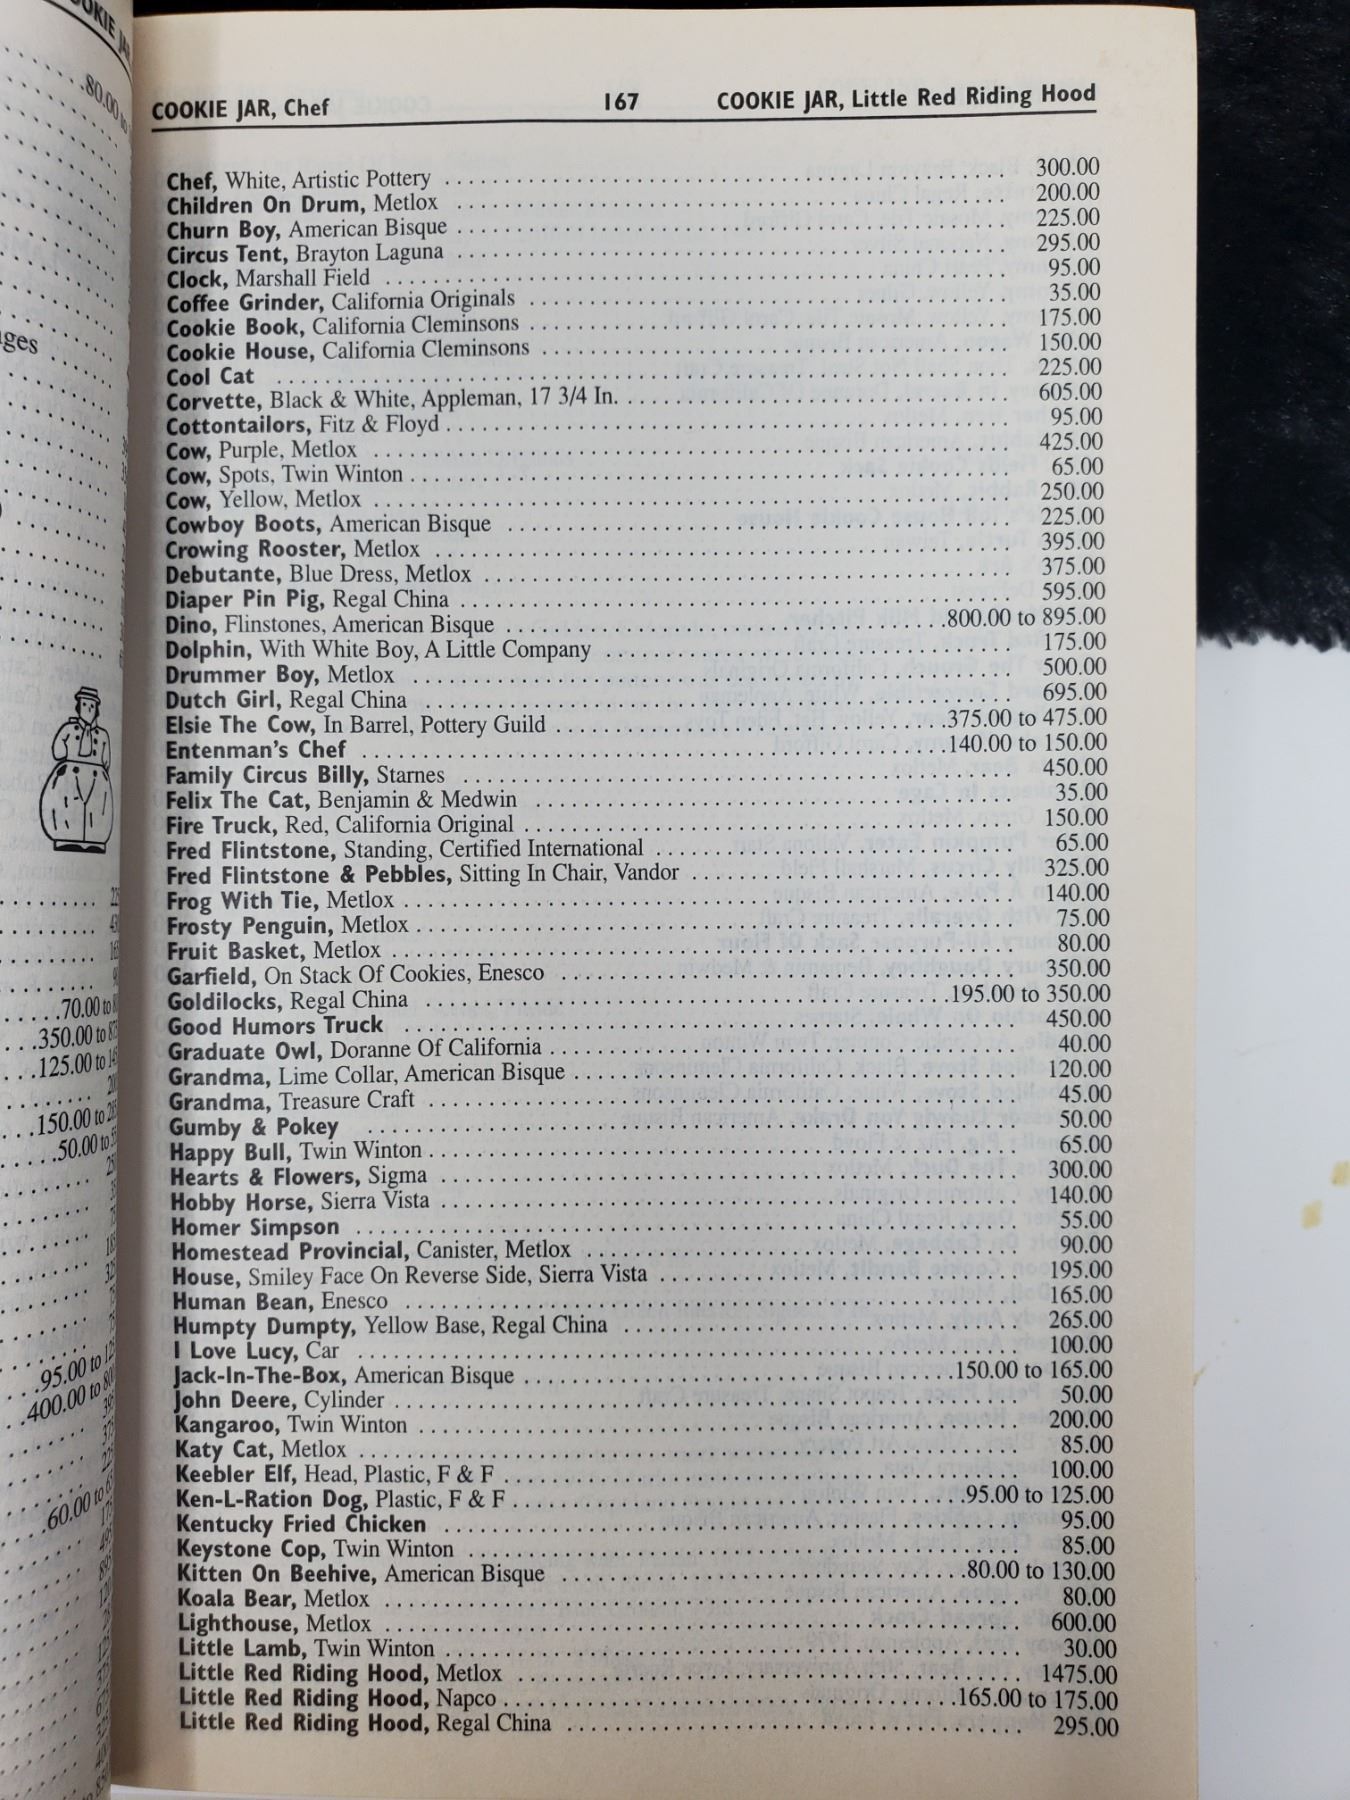 COOKIE JAR, Chef 167 COOKIE JAR, Little Red Riding Hood
Chef, White, Artistic Pottery . . . . . 300.00
Children On Drum, Metlox . . . . . 200.00
Churn Boy, American Bisque . . . . . 225.00
Circus Tent, Brayton Laguna . . . . . 295.00
Clock, Marshall Field . . . . . 95.00
Coffee Grinder, California Originals . . . . . 35.00
Cookie Book, California Cleminsons . . . . . 175.00
Cookie House, California Cleminsons . . . . . 150.00
Cool Cat . . . . . 225.00
Corvette, Black & White, Appleman, 17 3/4 In. . . . . . 605.00
Cottontailors, Fitz & Floyd . . . . . 95.00
Cow, Purple, Metlox . . . . . 425.00
Cow, Spots, Twin Winton . . . . . 65.00
Cow, Yellow, Metlox . . . . . 250.00
Cowboy Boots, American Bisque . . . . . 225.00
Crowing Rooster, Metlox . . . . . 395.00
Debutante, Blue Dress, Metlox . . . . . 375.00
Diaper Pin Pig, Regal China . . . . . 595.00
Dino, Flinstones, American Bisque . . . . . 800.00 to 895.00
Dolphin, With White Boy, A Little Company . . . . . 175.00
Drummer Boy, Metlox . . . . . 500.00
Dutch Girl, Regal China . . . . . 695.00
Elsie The Cow, In Barrel, Pottery Guild . . . . . 375.00 to 475.00
Entenman's Chef . . . . . 140.00 to 150.00
Family Circus Billy, Starnes . . . . . 450.00
Felix The Cat, Benjamin & Medwin . . . . . 35.00
Fire Truck, Red, California Original . . . . . 150.00
Fred Flintstone, Standing, Certified International . . . . . 65.00
Fred Flintstone & Pebbles, Sitting In Chair, Vandor . . . . . 325.00
Frog With Tie, Metlox . . . . . 140.00
Frosty Penguin, Metlox . . . . . 75.00
Fruit Basket, Metlox . . . . . 80.00
Garfield, On Stack Of Cookies, Enesco . . . . . 350.00
Goldilocks, Regal China . . . . . 195.00 to 350.00
Good Humors Truck . . . . . 450.00
Graduate Owl, Doranne Of California . . . . . 40.00
Grandma, Lime Collar, American Bisque . . . . . 120.00
Grandma, Treasure Craft . . . . . 45.00
Gumby & Pokey . . . . . 50.00
Happy Bull, Twin Winton . . . . . 65.00
Hearts & Flowers, Sigma . . . . . 300.00
Hobby Horse, Sierra Vista . . . . . 140.00
Homer Simpson . . . . . 55.00
Homestead Provincial, Canister, Metlox . . . . . 90.00
House, Smiley Face On Reverse Side, Sierra Vista . . . . . 195.00
Human Bean, Enesco . . . . . 165.00
Humpty Dumpty, Yellow Base, Regal China . . . . . 265.00
I Love Lucy, Car . . . . . 100.00
Jack-In-The-Box, American Bisque . . . . . 150.00 to 165.00
John Deere, Cylinder . . . . . 50.00
Kangaroo, Twin Winton . . . . . 200.00
Katy Cat, Metlox . . . . . 85.00
Keebler Elf, Head, Plastic, F & F . . . . . 100.00
Ken-L-Ration Dog, Plastic, F & F . . . . . 95.00 to 125.00
Kentucky Fried Chicken . . . . . 95.00
Keystone Cop, Twin Winton . . . . . 85.00
Kitten On Beehive, American Bisque . . . . . 80.00 to 130.00
Koala Bear, Metlox . . . . . 80.00
Lighthouse, Metlox . . . . . 600.00
Little Lamb, Twin Winton . . . . . 30.00
Little Red Riding Hood, Metlox . . . . . 1475.00
Little Red Riding Hood, Napco . . . . . 165.00 to 175.00
Little Red Riding Hood, Regal China . . . . . 295.00